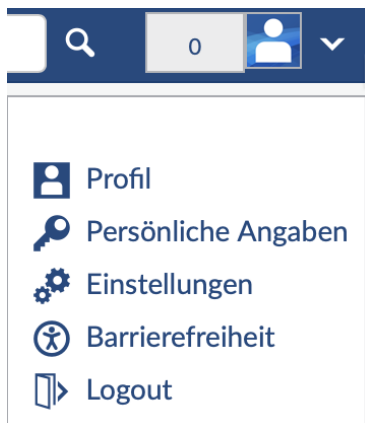 0
Profil
Persönliche Angaben
Einstellungen
Barrierefreiheit
Logout